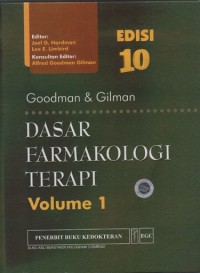 Editor:
Joel G. Hardman
Lee E. Limbird
Konsultan Editor:
Alfred Goodman Gilman
EDISI
10
Goodman & Gilman
DASAR
FARMAKOLOGI
TERAPI
Volume 1
PENERBIT BUKU KEDOKTERAN
EGC